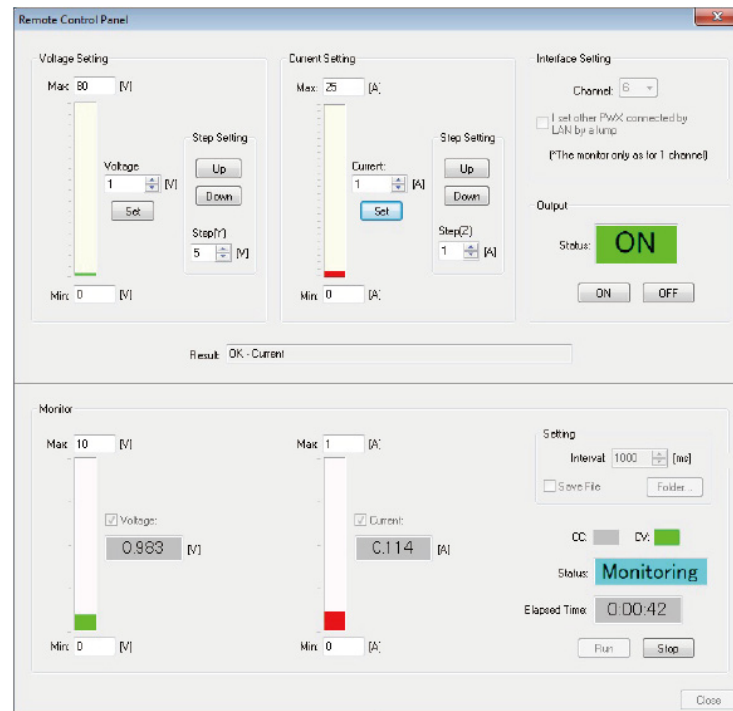 Remote Control Panel
Voltage Setting
Max: 80 [V]
Voltage
1 [V]
Set
Min: 0 [V]
Step Setting
Up
Down
Step(Y)
5 [V]
Current Setting
Max: 25 [A]
Current:
1 [A]
Set
Min: 0 [A]
Step Setting
Up
Down
Step(Z)
1 [A]
Interface Setting
Channel: 6
I set other PWX connected by
LAN by a lump
(*The monitor only as for 1 channel)
Output
Status: ON
ON OFF
Result: OK - Current
Monitor
Max: 10 [V]
Voltage:
0.983 [V]
Min: 0 [V]
Max: 1 [A]
Current:
0.114 [A]
Min: 0 [A]
Setting
Interval: 1000 [ms]
Save File Folder ..
CC: CV:
Status: Monitoring
Elapsed Time: 0:00:42
Run Stop
Close